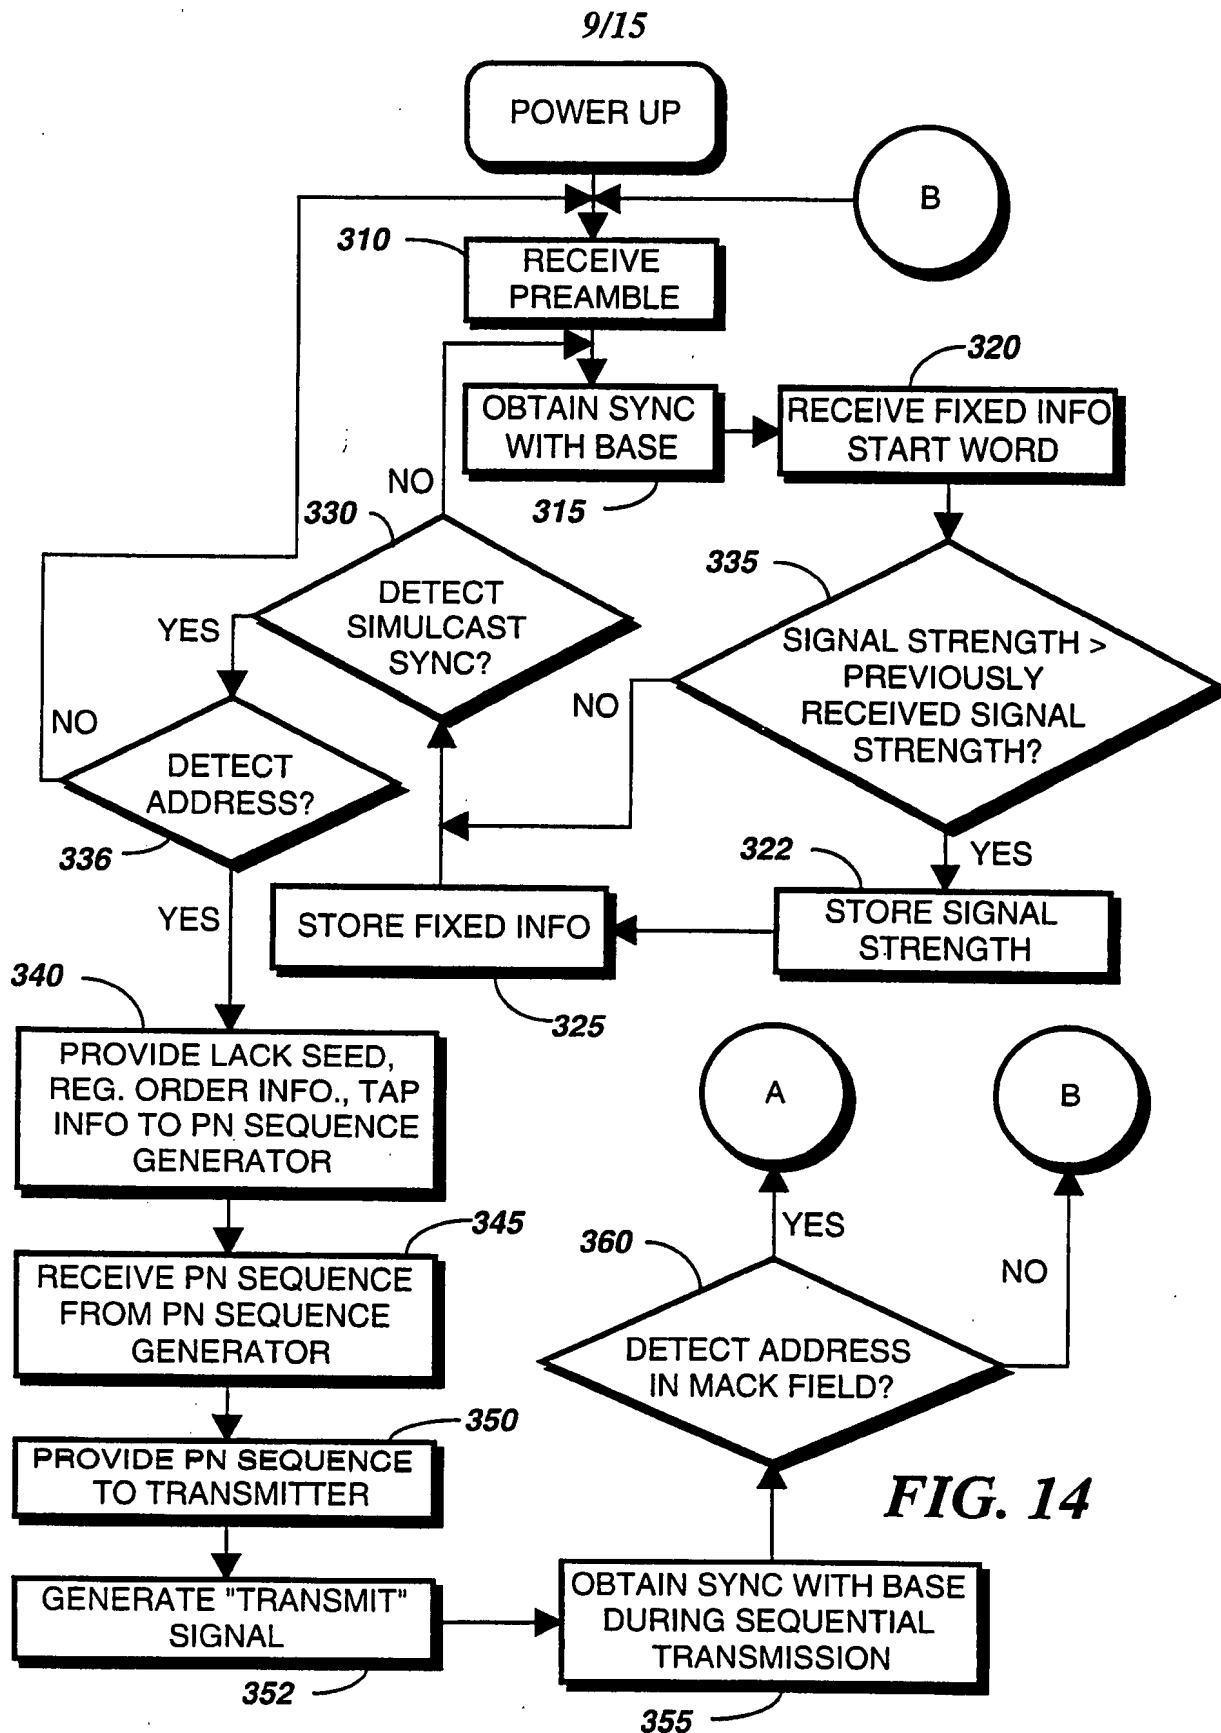 9/15
POWER UP
B
310
RECEIVE
PREAMBLE
320
OBTAIN SYNC
WITH BASE
RECEIVE FIXED INFO
START WORD
NO
315
330
335
DETECT
SIMULCAST
SYNC?
YES
SIGNAL STRENGTH >
PREVIOUSLY
RECEIVED SIGNAL
STRENGTH?
NO
NO
DETECT
ADDRESS?
336
322
YES
YES
STORE FIXED INFO
STORE SIGNAL
STRENGTH
340
325
PROVIDE LACK SEED,
REG. ORDER INFO., TAP
INFO TO PN SEQUENCE
GENERATOR
A
B
345
YES
360
NO
RECEIVE PN SEQUENCE
FROM PN SEQUENCE
GENERATOR
DETECT ADDRESS
IN MACK FIELD?
350
PROVIDE PN SEQUENCE
TO TRANSMITTER
FIG. 14
GENERATE "TRANSMIT"
SIGNAL
OBTAIN SYNC WITH BASE
DURING SEQUENTIAL
TRANSMISSION
352
355